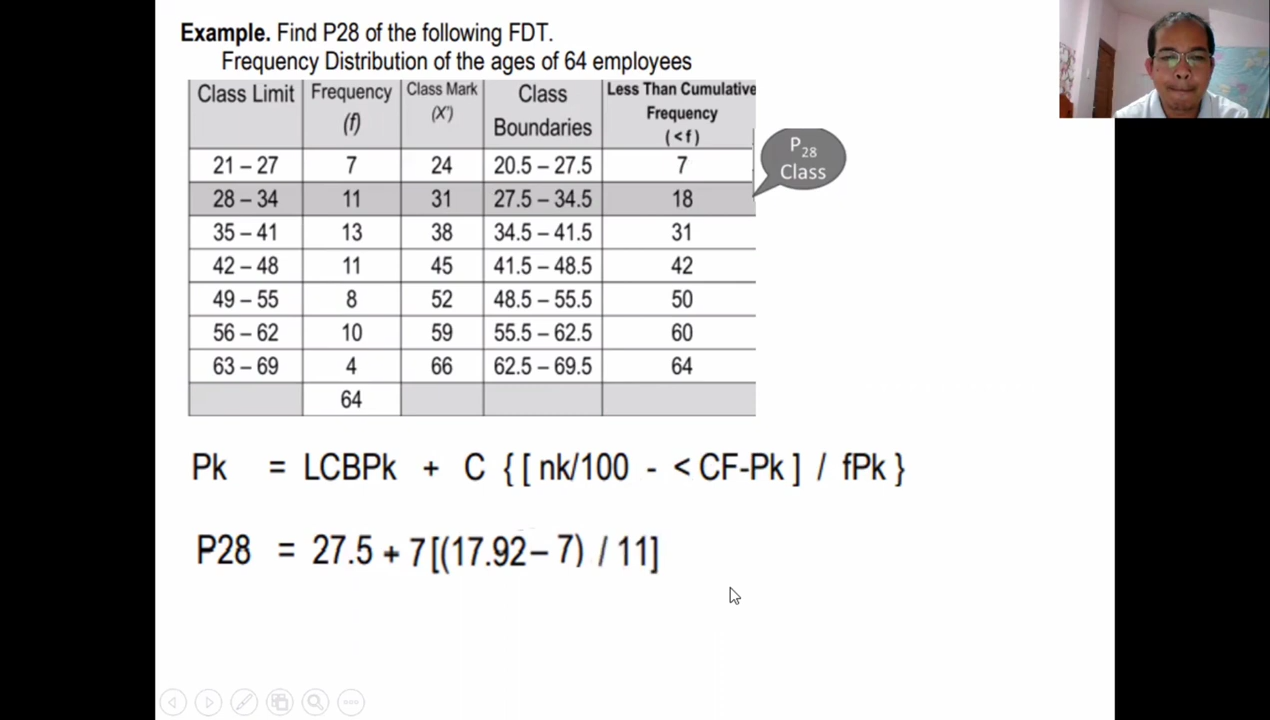 Example. Find P28 of the following FDT.
Frequency Distribution of the ages of 64 employees
Class Limit Frequency (f) Class Mark (X') Class Boundaries Less Than Cumulative Frequency (<f)
21 – 27 7 24 20.5 – 27.5 7
28 – 34 11 31 27.5 – 34.5 18
35 – 41 13 38 34.5 – 41.5 31
42 – 48 11 45 41.5 – 48.5 42
49 – 55 8 52 48.5 – 55.5 50
56 – 62 10 59 55.5 – 62.5 60
63 – 69 4 66 62.5 – 69.5 64
64
P28
Class
Pk = LCBPk + C {[ nk/100 - < CF-Pk ] / fPk }
P28 = 27.5 + 7 [(17.92 – 7) / 11]